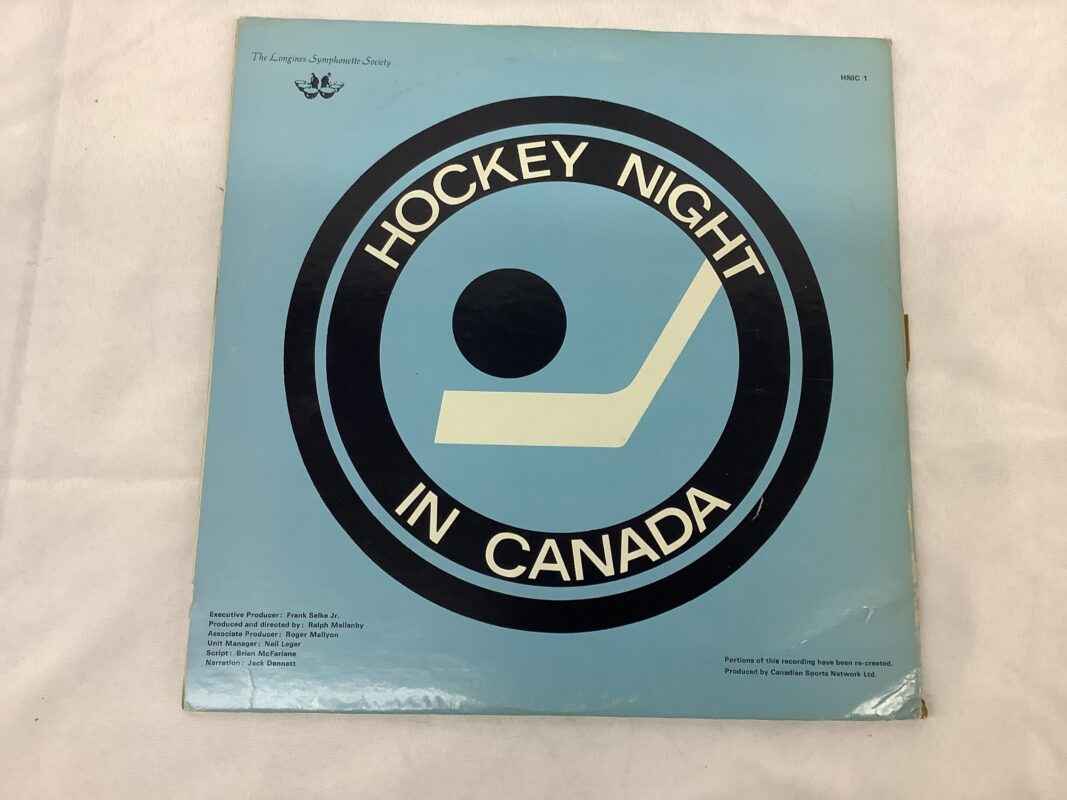 The Longines Symphonette Society
HNIC 1
HOCKEY NIGHT
IN CANADA
Executive Producer: Frank Selke Jr.
Produced and directed by: Ralph Mellanby
Associate Producer: Roger Mallyon
Unit Manager: Neil Leger
Script: Brian McFarlane
Narration: Jack Dennett
Portions of this recording have been re-created.
Produced by Canadian Sports Network Ltd.